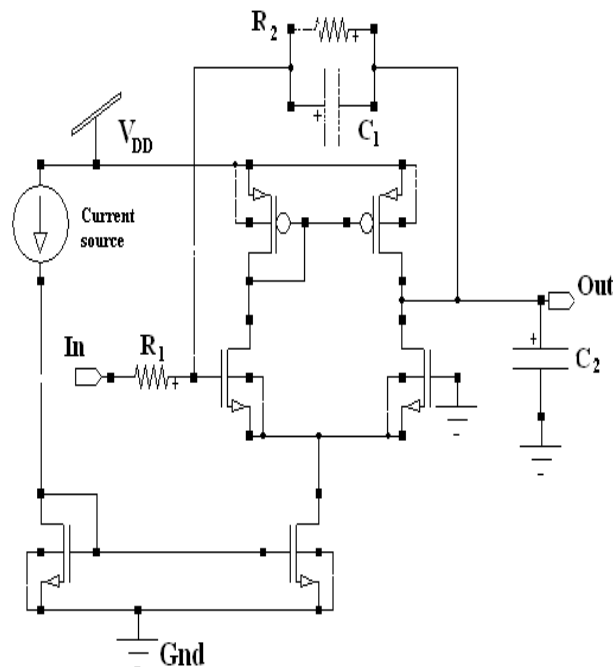 R2
VDD
C1
Current
source
Out
In
R1
C2
Gnd